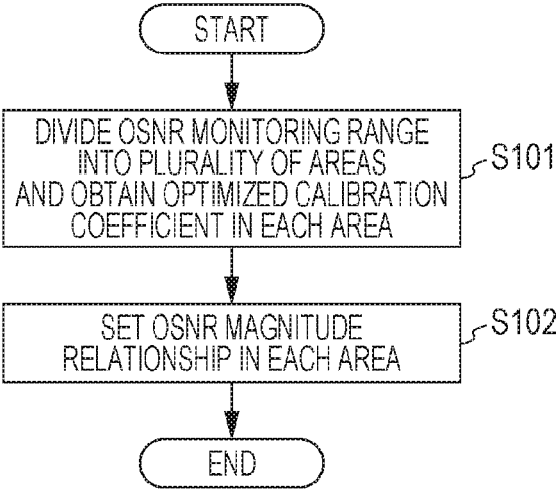 START
DIVIDE OSNR MONITORING RANGE
INTO PLURALITY OF AREAS
AND OBTAIN OPTIMIZED CALIBRATION
COEFFICIENT IN EACH AREA
S101
SET OSNR MAGNITUDE
RELATIONSHIP IN EACH AREA
S102
END